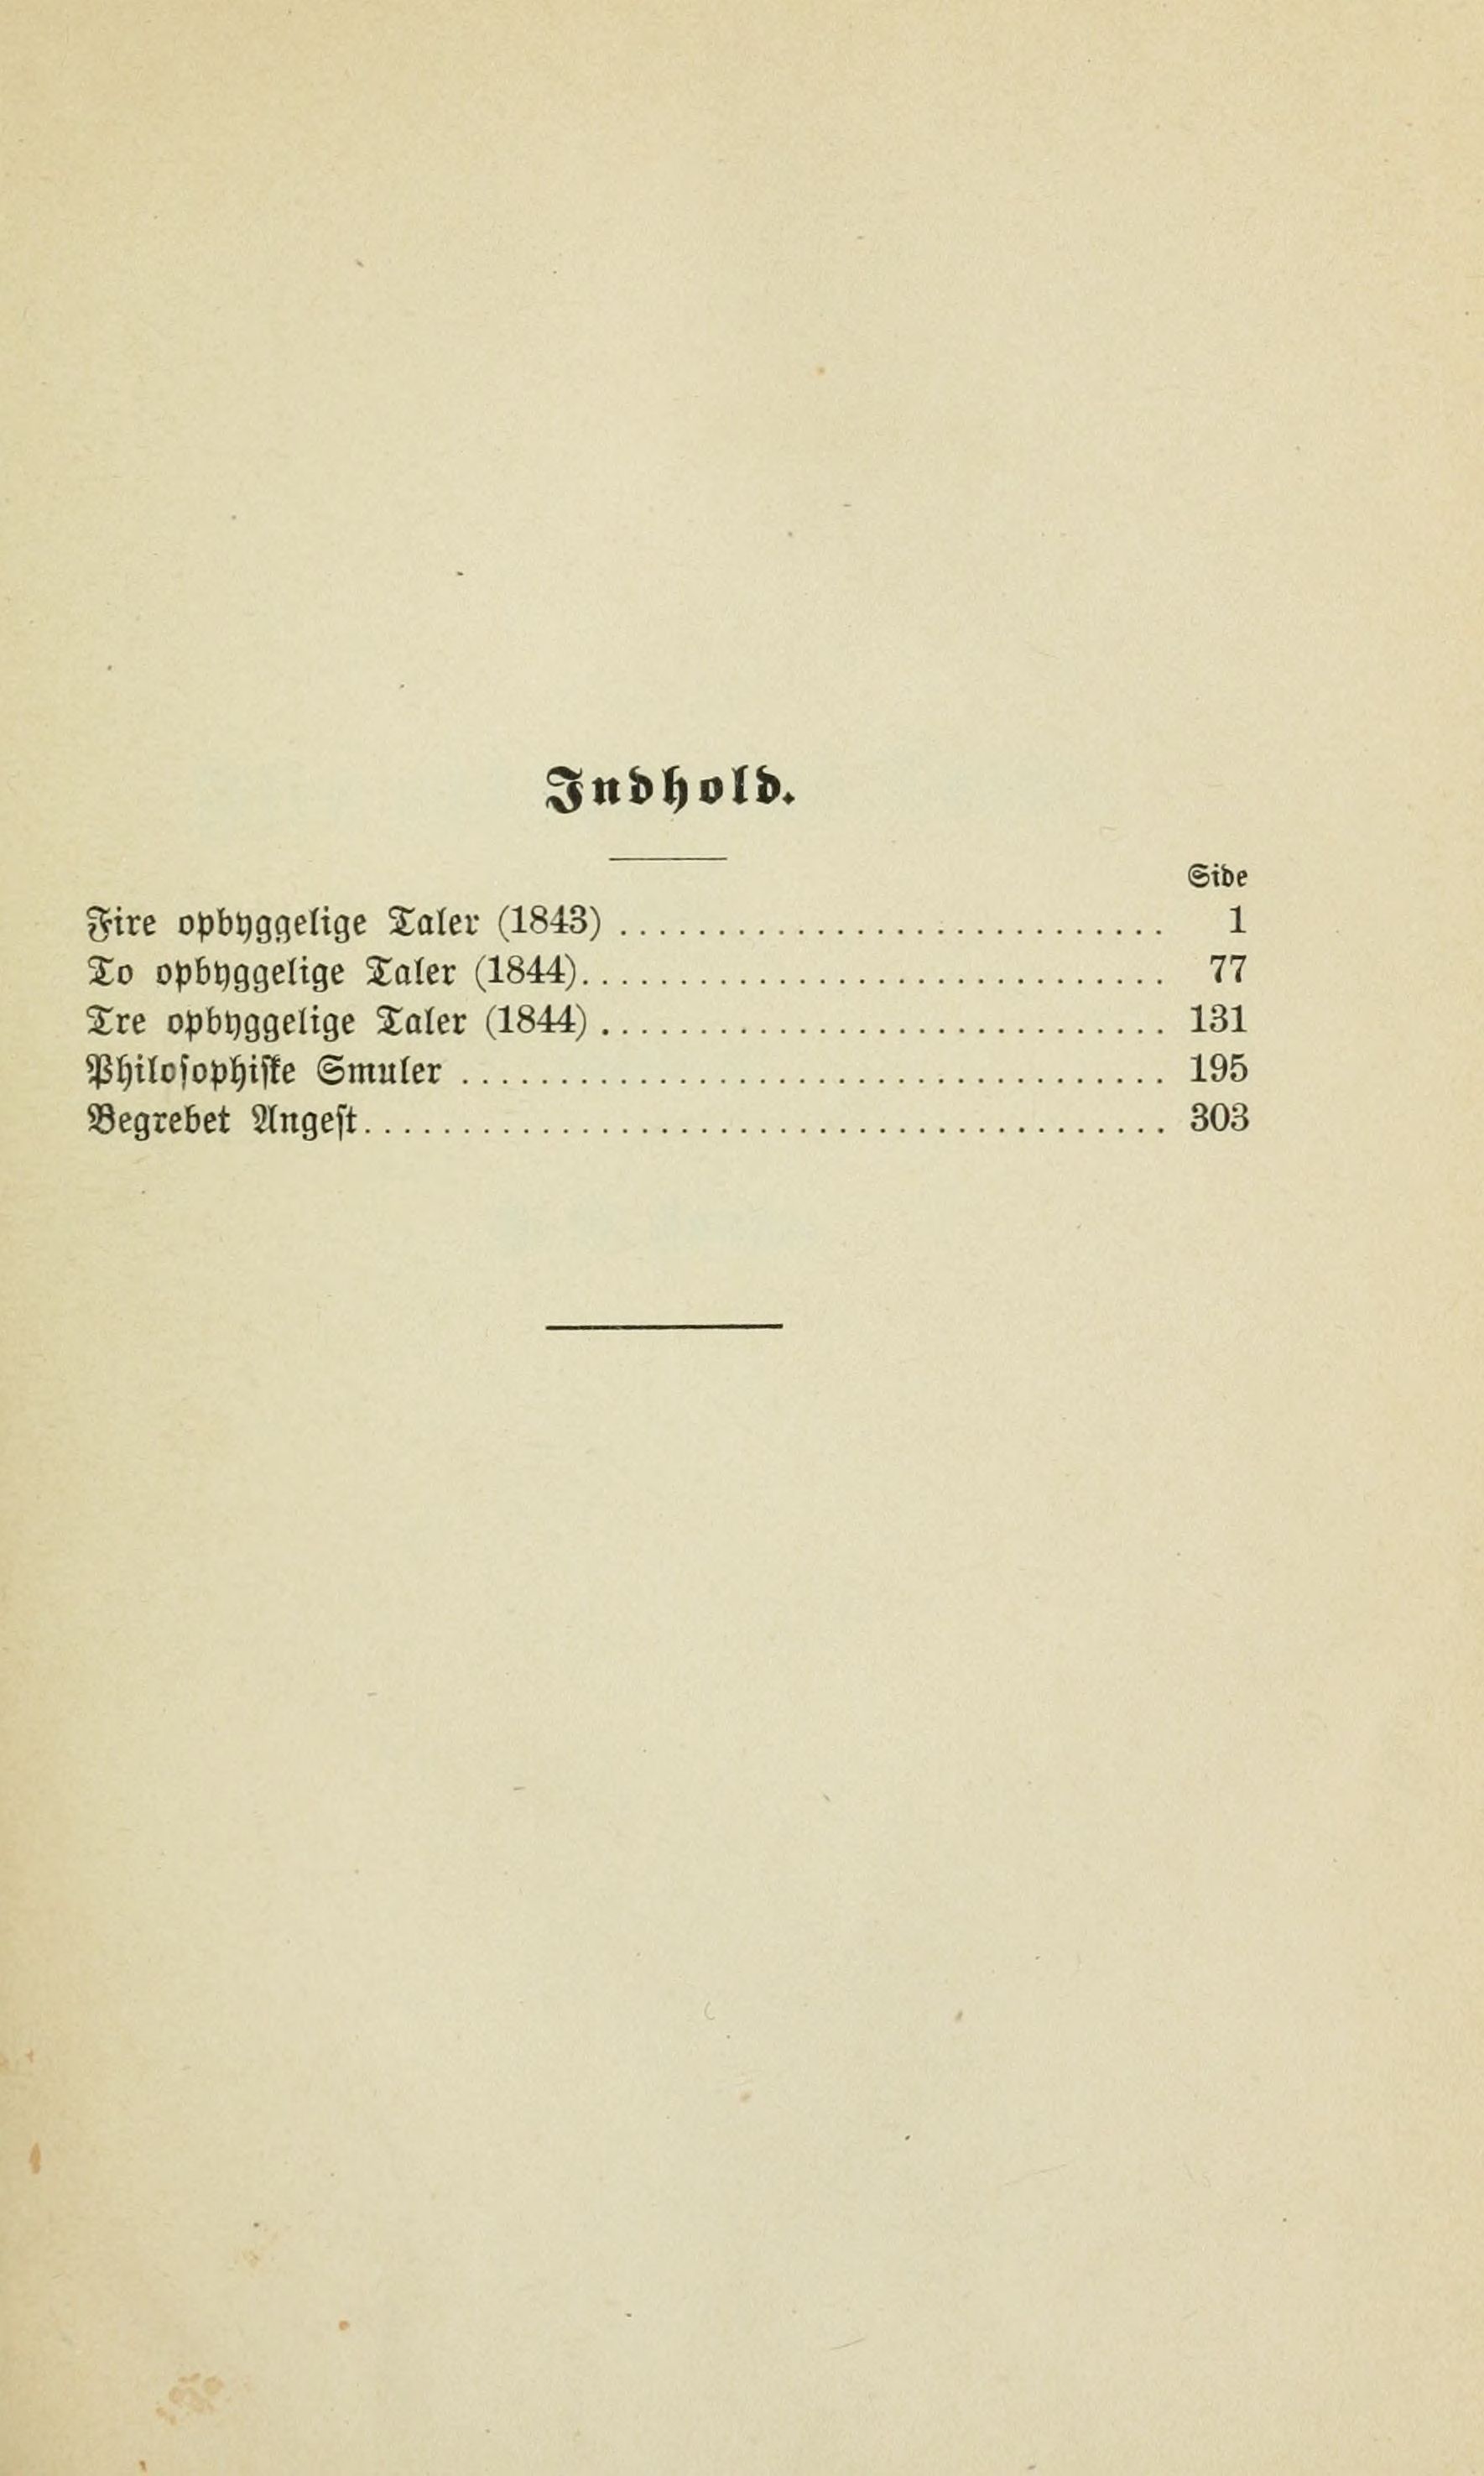 Indhold.
Side
Fire opbyggelige Taler (1843) ............................ 1
To opbyggelige Taler (1844).............................. 77
Tre opbyggelige Taler (1844) ............................. 131
Philosophiske Smuler .................................... 195
Begrebet Angest......................................... 303